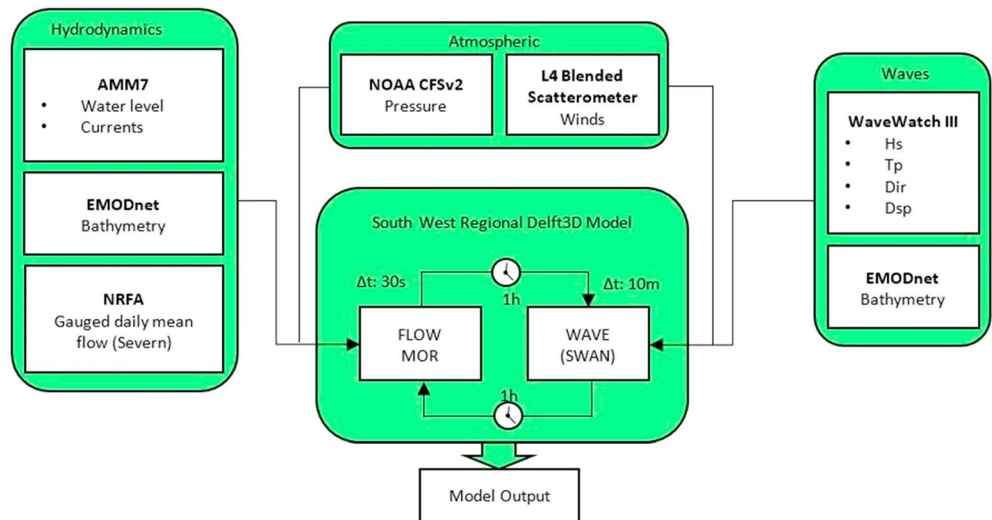 Hydrodynamics
AMM7
• Water level
• Currents
EMODnet
Bathymetry
NRFA
Gauged daily mean
flow (Severn)
Atmospheric
NOAA CFSv2
Pressure
L4 Blended
Scatterometer
Winds
Waves
WaveWatch III
• Hs
• Tp
• Dir
• Dsp
EMODnet
Bathymetry
South West Regional Delft3D Model
Δt: 30s
1h
Δt: 10m
FLOW
MOR
WAVE
(SWAN)
1h
Model Output